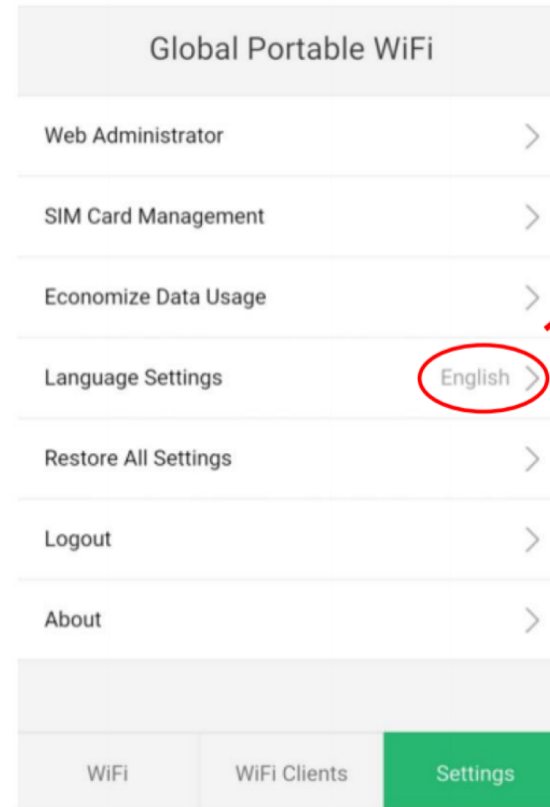 Global Portable WiFi
Web Administrator
SIM Card Management
Economize Data Usage
Language Settings English
Restore All Settings
Logout
About
WiFi WiFi Clients Settings